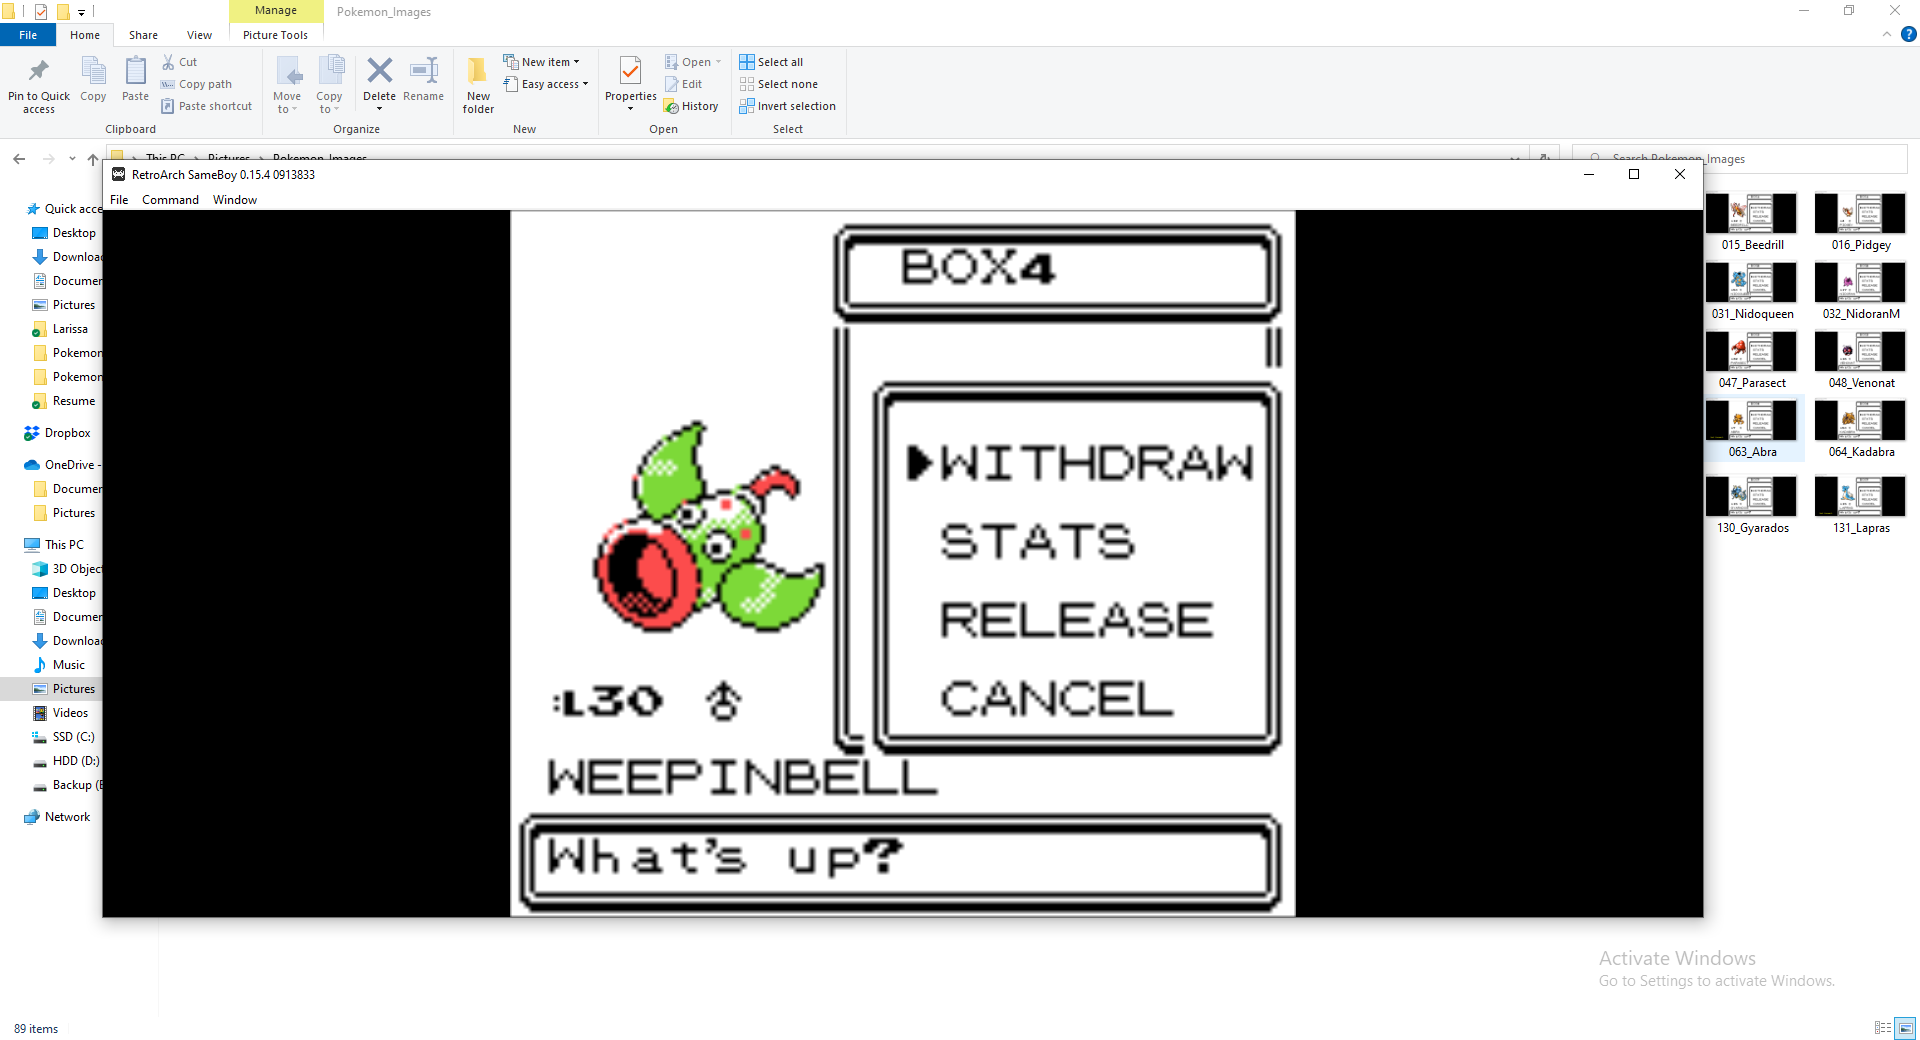 Manage
Pokemon_Images
File
Home
Share
View
Picture Tools
Pin to Quick access
Copy
Paste
Cut
Copy path
Paste shortcut
Clipboard
Move to
Copy to
Delete
Rename
Organize
New folder
New item
Easy access
New
Properties
Open
Edit
History
Open
Select all
Select none
Invert selection
Select
This PC
Pictures
Pokemon_Images
Search Pokemon_Images
RetroArch SameBoy 0.15.4 0913833
File
Command
Window
Quick acce
Desktop
Downloa
Documer
Pictures
Larissa
Pokemon
Pokemon
Resume
Dropbox
OneDrive -
Documer
Pictures
This PC
3D Objec
Desktop
Documer
Downloa
Music
Pictures
Videos
SSD (C:)
HDD (D:)
Backup (E
Network
BOX4
WITHDRAW
STATS
RELEASE
CANCEL
:L30 ♂
WEEPINBELL
What's up?
015_Beedrill
016_Pidgey
031_Nidoqueen
032_NidoranM
047_Parasect
048_Venonat
063_Abra
064_Kadabra
130_Gyarados
131_Lapras
Activate Windows
Go to Settings to activate Windows.
89 items